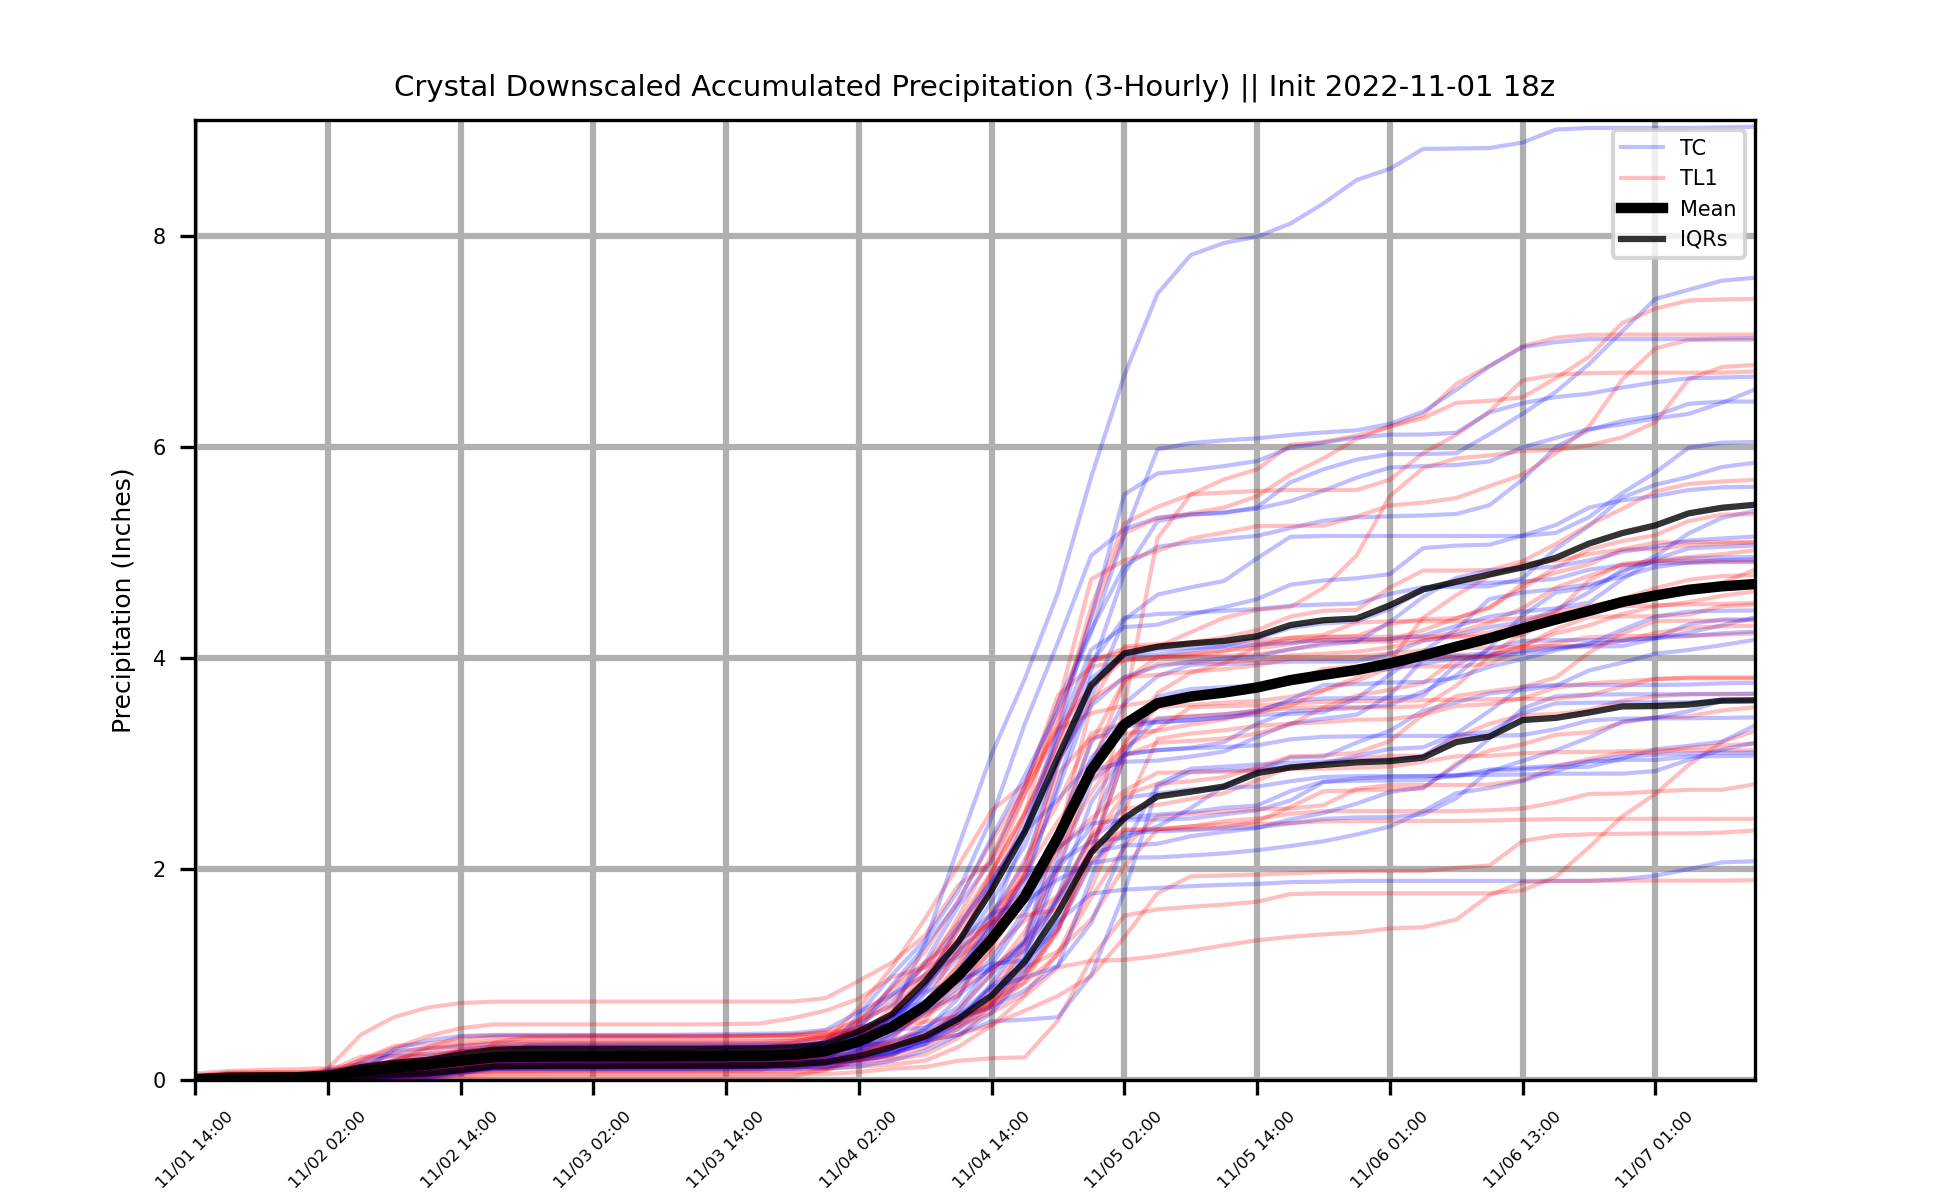 Crystal Downscaled Accumulated Precipitation (3-Hourly) || Init 2022-11-01 18z
TC
TL1
Mean
IQRs
Precipitation (Inches)
8
6
4
2
0
11/01 14:00
11/02 02:00
11/02 14:00
11/03 02:00
11/03 14:00
11/04 02:00
11/04 14:00
11/05 02:00
11/05 14:00
11/06 01:00
11/06 13:00
11/07 01:00